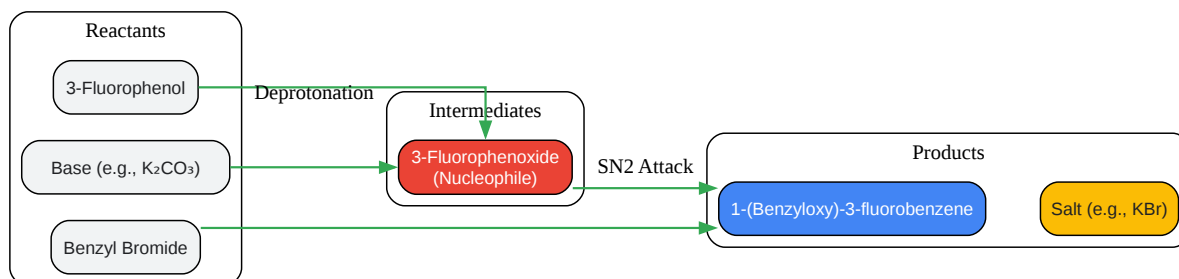 Reactants
3-Fluorophenol
Deprotonation
Base (e.g., K₂CO₃)
Benzyl Bromide
Intermediates
3-Fluorophenoxide
(Nucleophile)
SN2 Attack
Products
1-(Benzyloxy)-3-fluorobenzene
Salt (e.g., KBr)